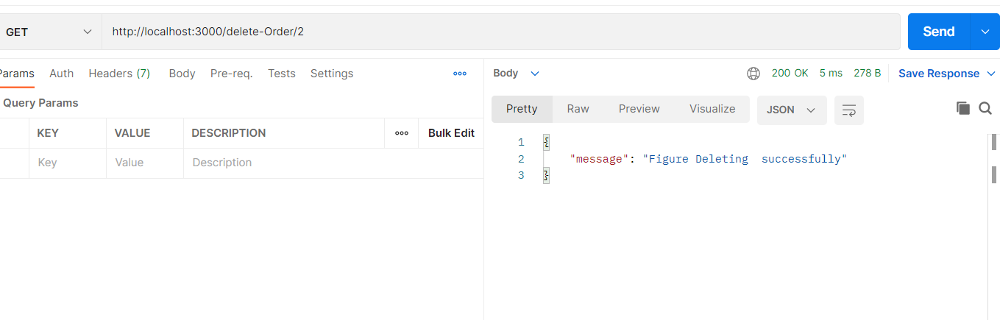 GET
http://localhost:3000/delete-Order/2
Send
Params Auth Headers (7) Body Pre-req. Tests Settings
Body 200 OK 5 ms 278 B Save Response
Query Params
Pretty Raw Preview Visualize JSON
KEY VALUE DESCRIPTION Bulk Edit
Key Value Description
1 {
2 "message": "Figure Deleting  successfully"
3 }